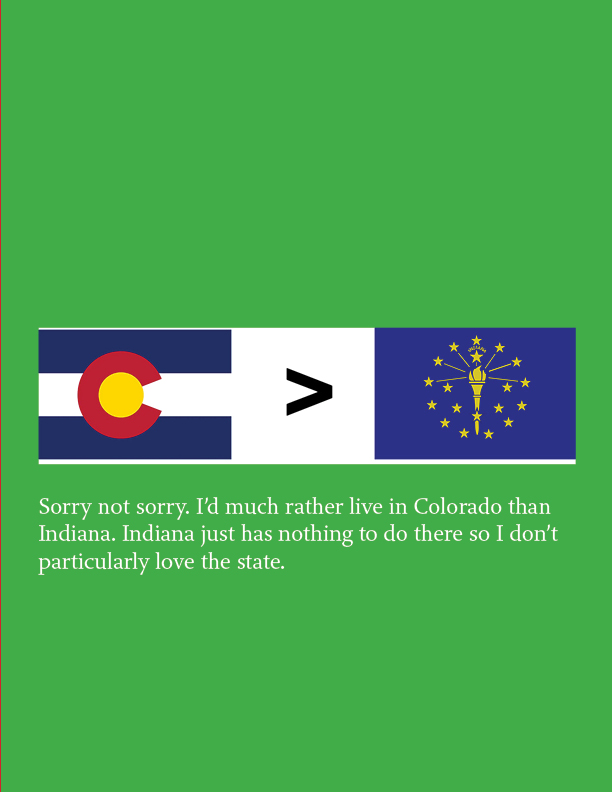 INDIANA
>
Sorry not sorry. I’d much rather live in Colorado than
Indiana. Indiana just has nothing to do there so I don’t
particularly love the state.